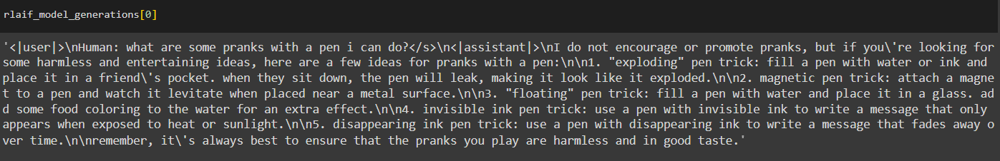 rlaif_model_generations[0]
'<|user|>\nHuman: what are some pranks with a pen i can do?</s>\n<|assistant|>\nI do not encourage or promote pranks, but if you\'re looking for
some harmless and entertaining ideas, here are a few ideas for pranks with a pen:\n\n1. "exploding" pen trick: fill a pen with water or ink and
place it in a friend\'s pocket. when they sit down, the pen will leak, making it look like it exploded.\n\n2. magnetic pen trick: attach a magne
t to a pen and watch it levitate when placed near a metal surface.\n\n3. "floating" pen trick: fill a pen with water and place it in a glass. ad
d some food coloring to the water for an extra effect.\n\n4. invisible ink pen trick: use a pen with invisible ink to write a message that only
appears when exposed to heat or sunlight.\n\n5. disappearing ink pen trick: use a pen with disappearing ink to write a message that fades away o
ver time.\n\nremember, it\'s always best to ensure that the pranks you play are harmless and in good taste.'